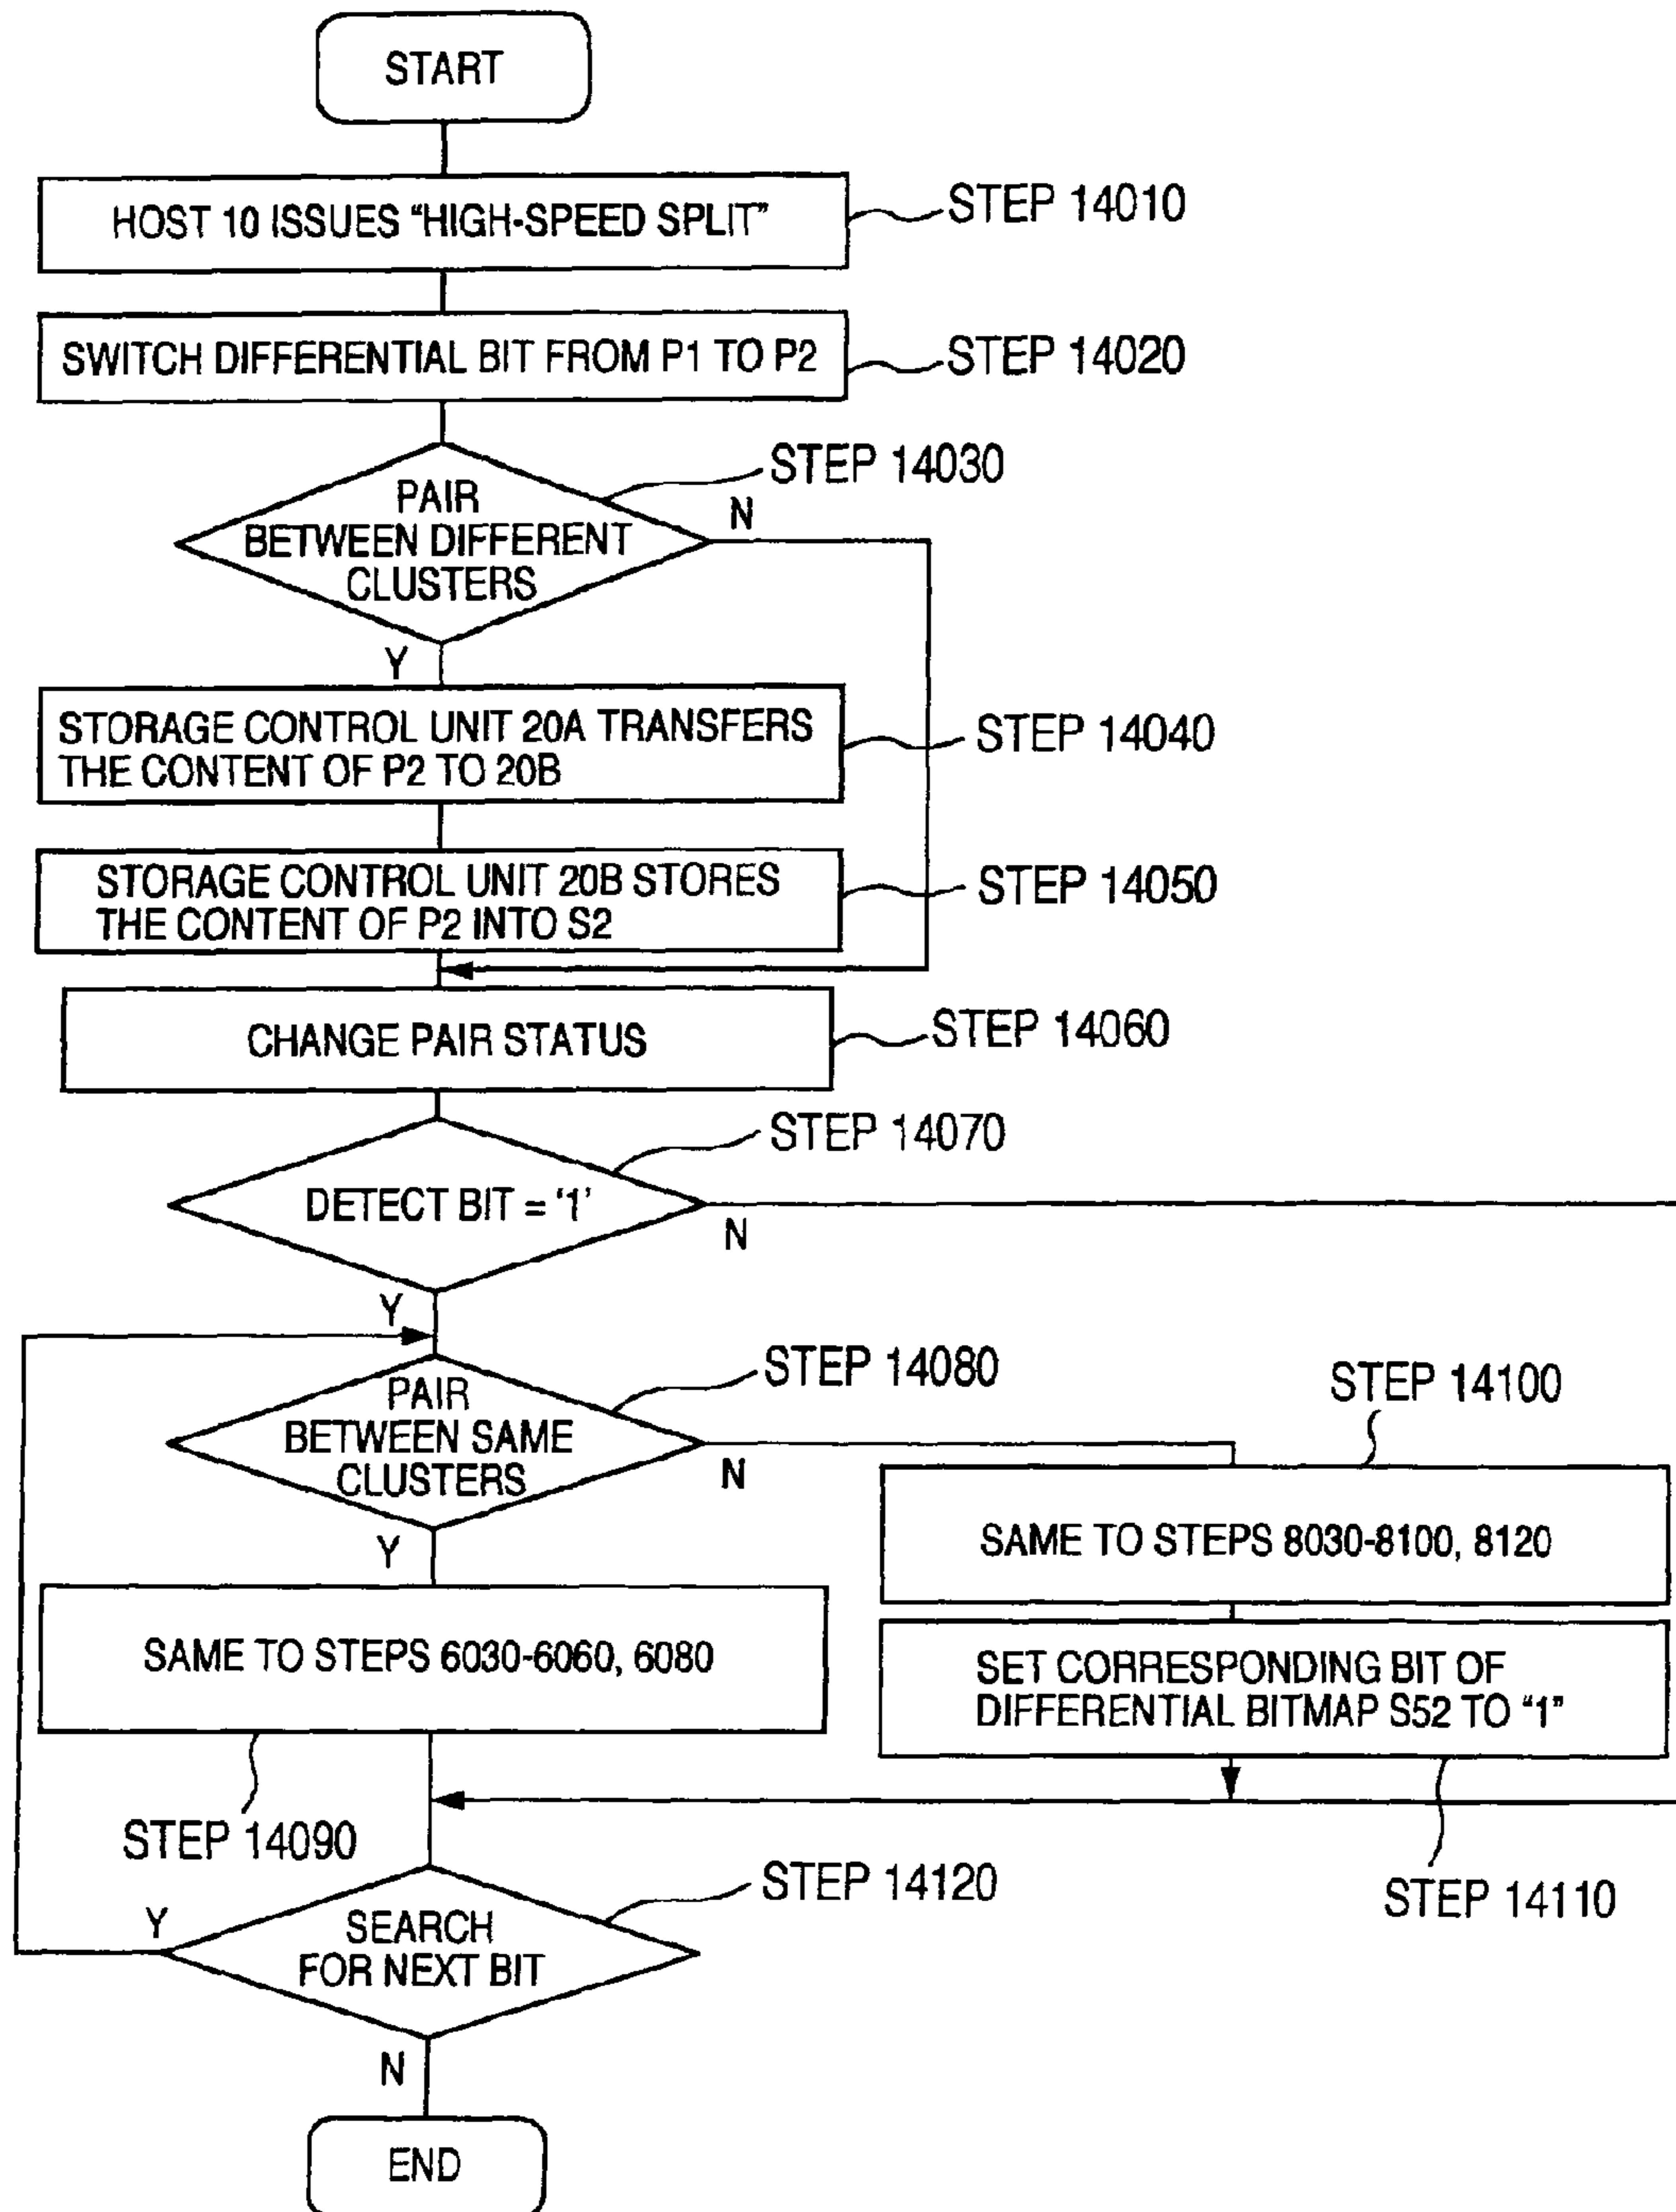 START
HOST 10 ISSUES “HIGH-SPEED SPLIT”
STEP 14010
SWITCH DIFFERENTIAL BIT FROM P1 TO P2
STEP 14020
STEP 14030
PAIR
BETWEEN DIFFERENT
CLUSTERS
N
Y
STORAGE CONTROL UNIT 20A TRANSFERS
THE CONTENT OF P2 TO 20B
STEP 14040
STORAGE CONTROL UNIT 20B STORES
THE CONTENT OF P2 INTO S2
STEP 14050
CHANGE PAIR STATUS
STEP 14060
STEP 14070
DETECT BIT = ‘1’
N
Y
STEP 14080
PAIR
BETWEEN SAME
CLUSTERS
N
Y
STEP 14100
SAME TO STEPS 8030-8100, 8120
SAME TO STEPS 6030-6060, 6080
SET CORRESPONDING BIT OF
DIFFERENTIAL BITMAP S52 TO “1”
STEP 14090
STEP 14110
STEP 14120
SEARCH
FOR NEXT BIT
Y
N
END